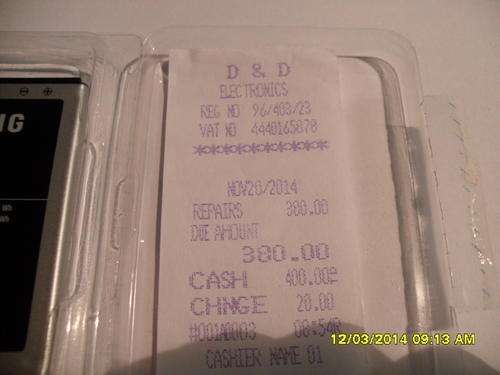 D & D
ELECTRONICS
REG NO 96/403/23
VAT NO 4440165878
************
NOV20/2014
REPAIRS 380.00
DUE AMOUNT
380.00
CASH 400.00
CHNGE 20.00
#001A0003
CASHIER NAME 01
12/03/2014 09:13 AM